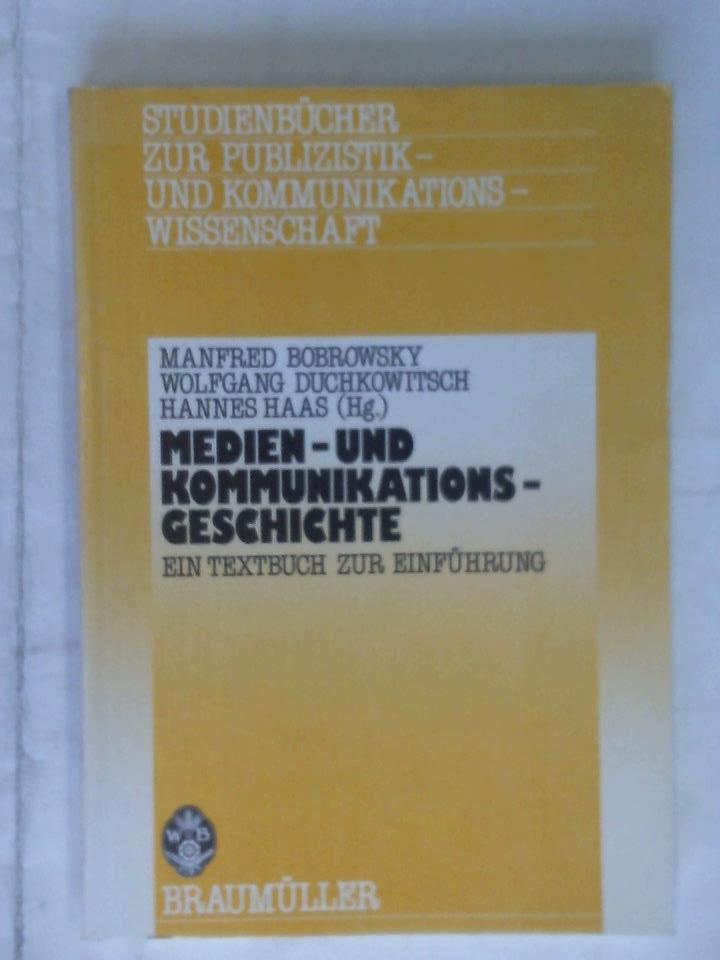 STUDIENBÜCHER
ZUR PUBLIZISTIK –
UND KOMMUNIKATIONS –
WISSENSCHAFT
MANFRED BOBROWSKY
WOLFGANG DUCHKOWITSCH
HANNES HAAS (Hg.)
MEDIEN – UND
KOMMUNIKATIONS –
GESCHICHTE
EIN TEXTBUCH ZUR EINFÜHRUNG
W B
BRAUMÜLLER